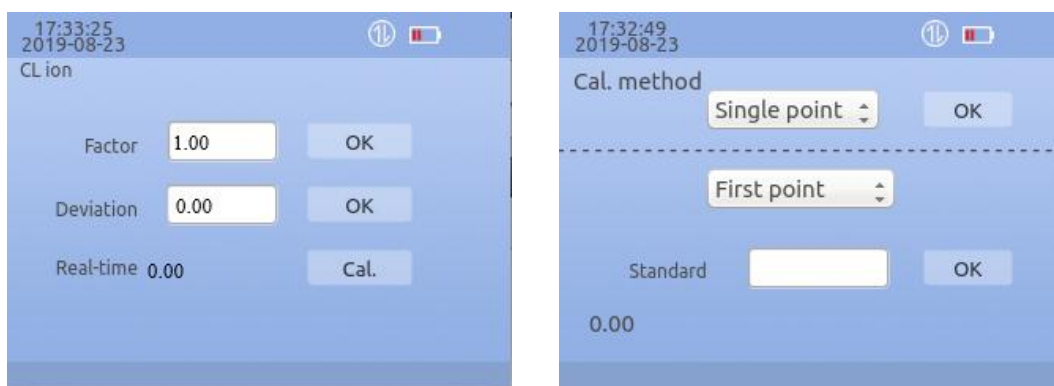 17:33:25
2019-08-23
CL ion
Factor 1.00 OK
Deviation 0.00 OK
Real-time 0.00 Cal.
17:32:49
2019-08-23
Cal. method
Single point OK
First point
Standard OK
0.00